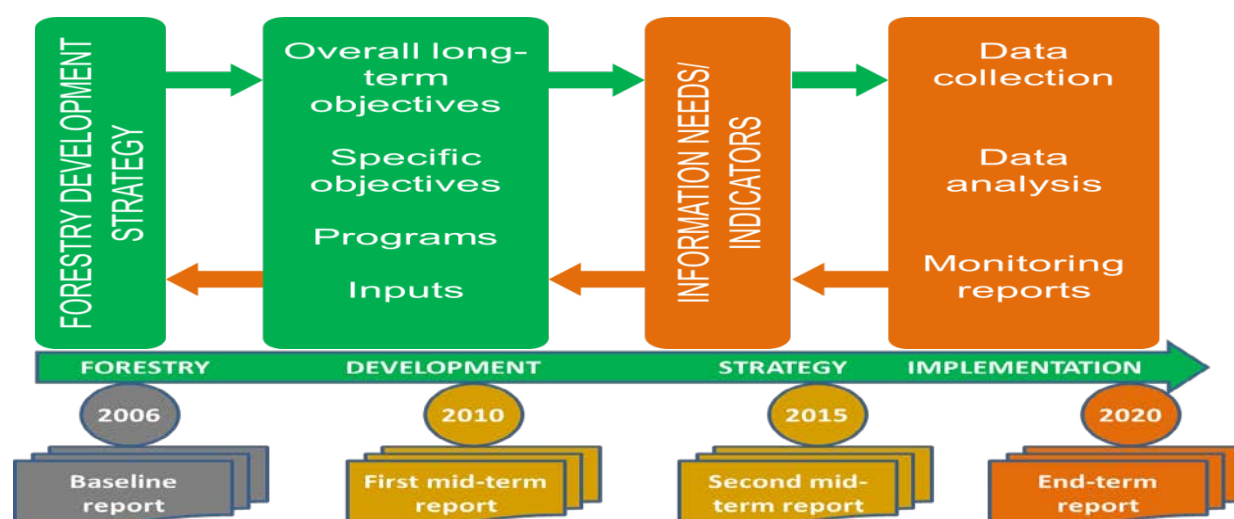 FORESTRY DEVELOPMENT
STRATEGY
Overall long-
term
objectives
Specific
objectives
Programs
Inputs
INFORMATION NEEDS/
INDICATORS
Data
collection
Data
analysis
Monitoring
reports
FORESTRY DEVELOPMENT STRATEGY IMPLEMENTATION
2006
2010
2015
2020
Baseline
report
First mid-term
report
Second mid-
term report
End-term
report